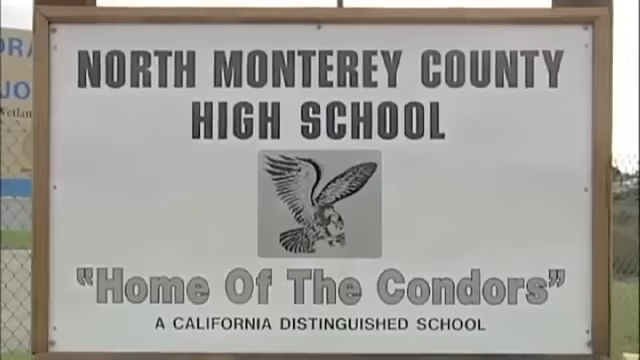 NORTH MONTEREY COUNTY
HIGH SCHOOL
"Home Of The Condors"
A CALIFORNIA DISTINGUISHED SCHOOL